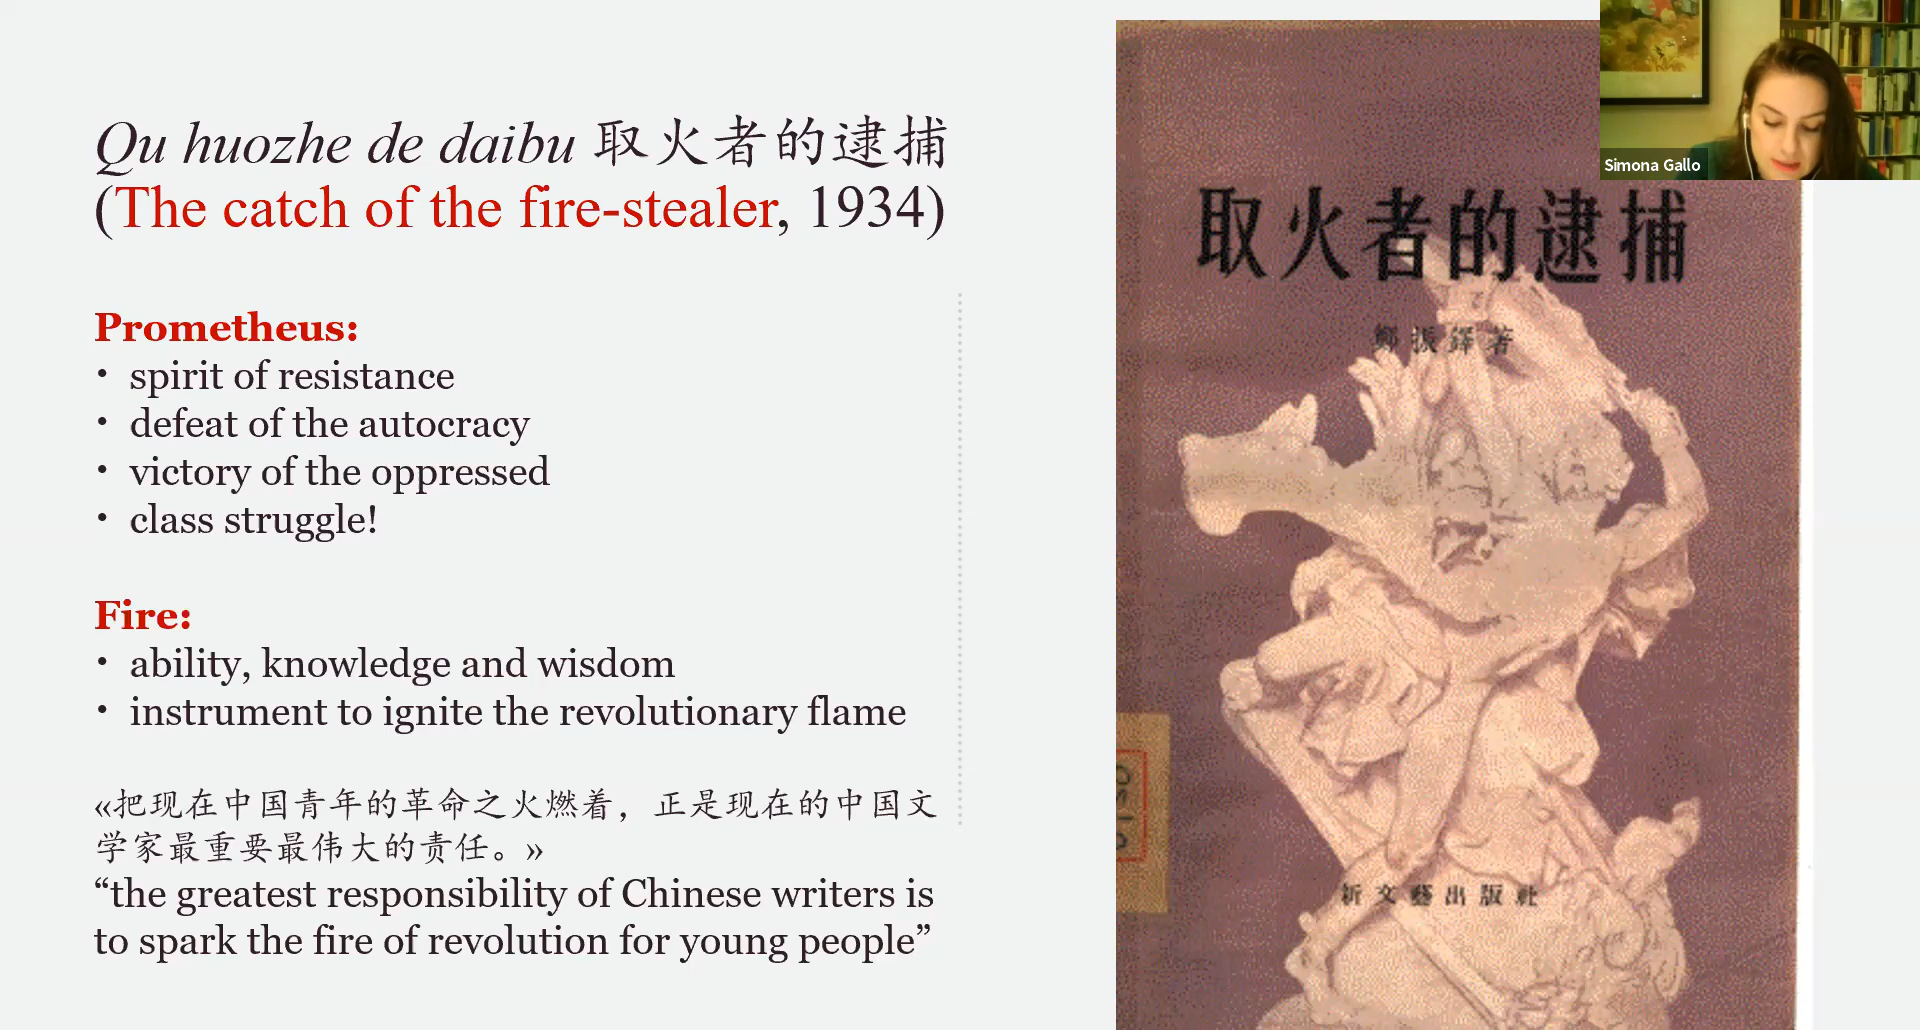 Qu huozhe de daibu 取火者的逮捕
(The catch of the fire-stealer, 1934)
Prometheus:
• spirit of resistance
• defeat of the autocracy
• victory of the oppressed
• class struggle!
Fire:
• ability, knowledge and wisdom
• instrument to ignite the revolutionary flame
«把现在中国青年的革命之火燃着，正是现在的中国文
学家最重要最伟大的责任。»
“the greatest responsibility of Chinese writers is
to spark the fire of revolution for young people”
取火者的逮捕
鄭振鐸著
新文藝出版社
Simona Gallo